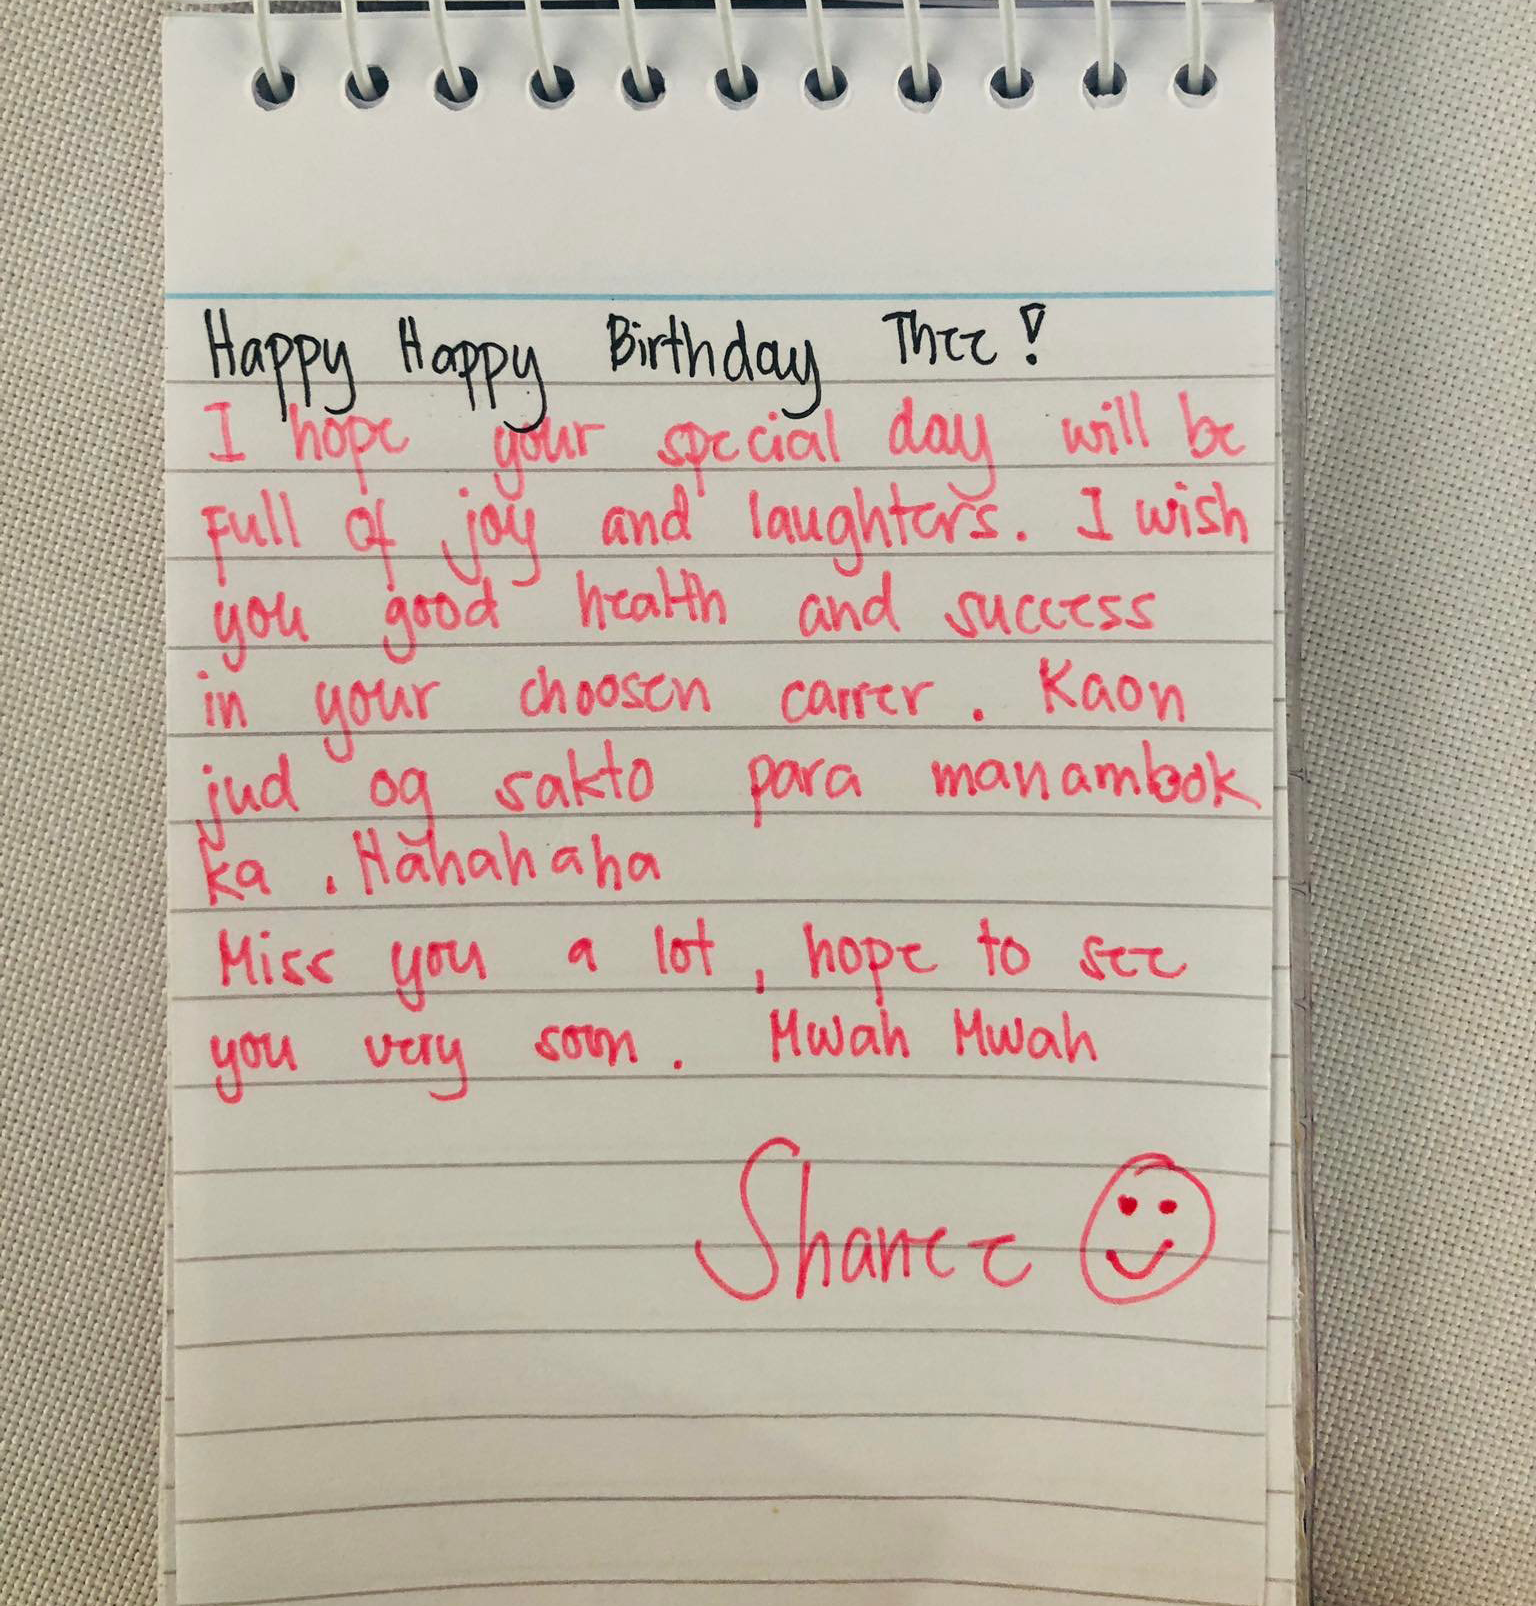 Happy Happy Birthday Thee!
I hope your special day will be
Full of joy and laughters. I wish
you good health and success
in your choosen carrer. Kaon
jud og sakto para manambok
ka. Hahahaha
Miss you a lot, hope to see
you very soon. Mwah Mwah
Sharee